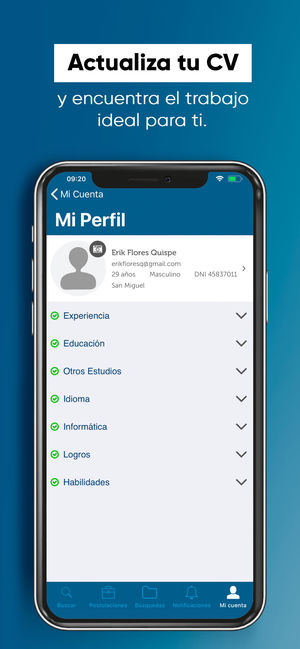 Actualiza tu CV
y encuentra el trabajo
ideal para ti.
09:20
Mi Cuenta
Mi Perfil
Erik Flores Quispe
erikfloresq@gmail.com
29 años Masculino DNI 45837011
San Miguel
Experiencia
Educación
Otros Estudios
Idioma
Informática
Logros
Habilidades
Buscar Postulaciones Búsquedas Notificaciones Mi cuenta